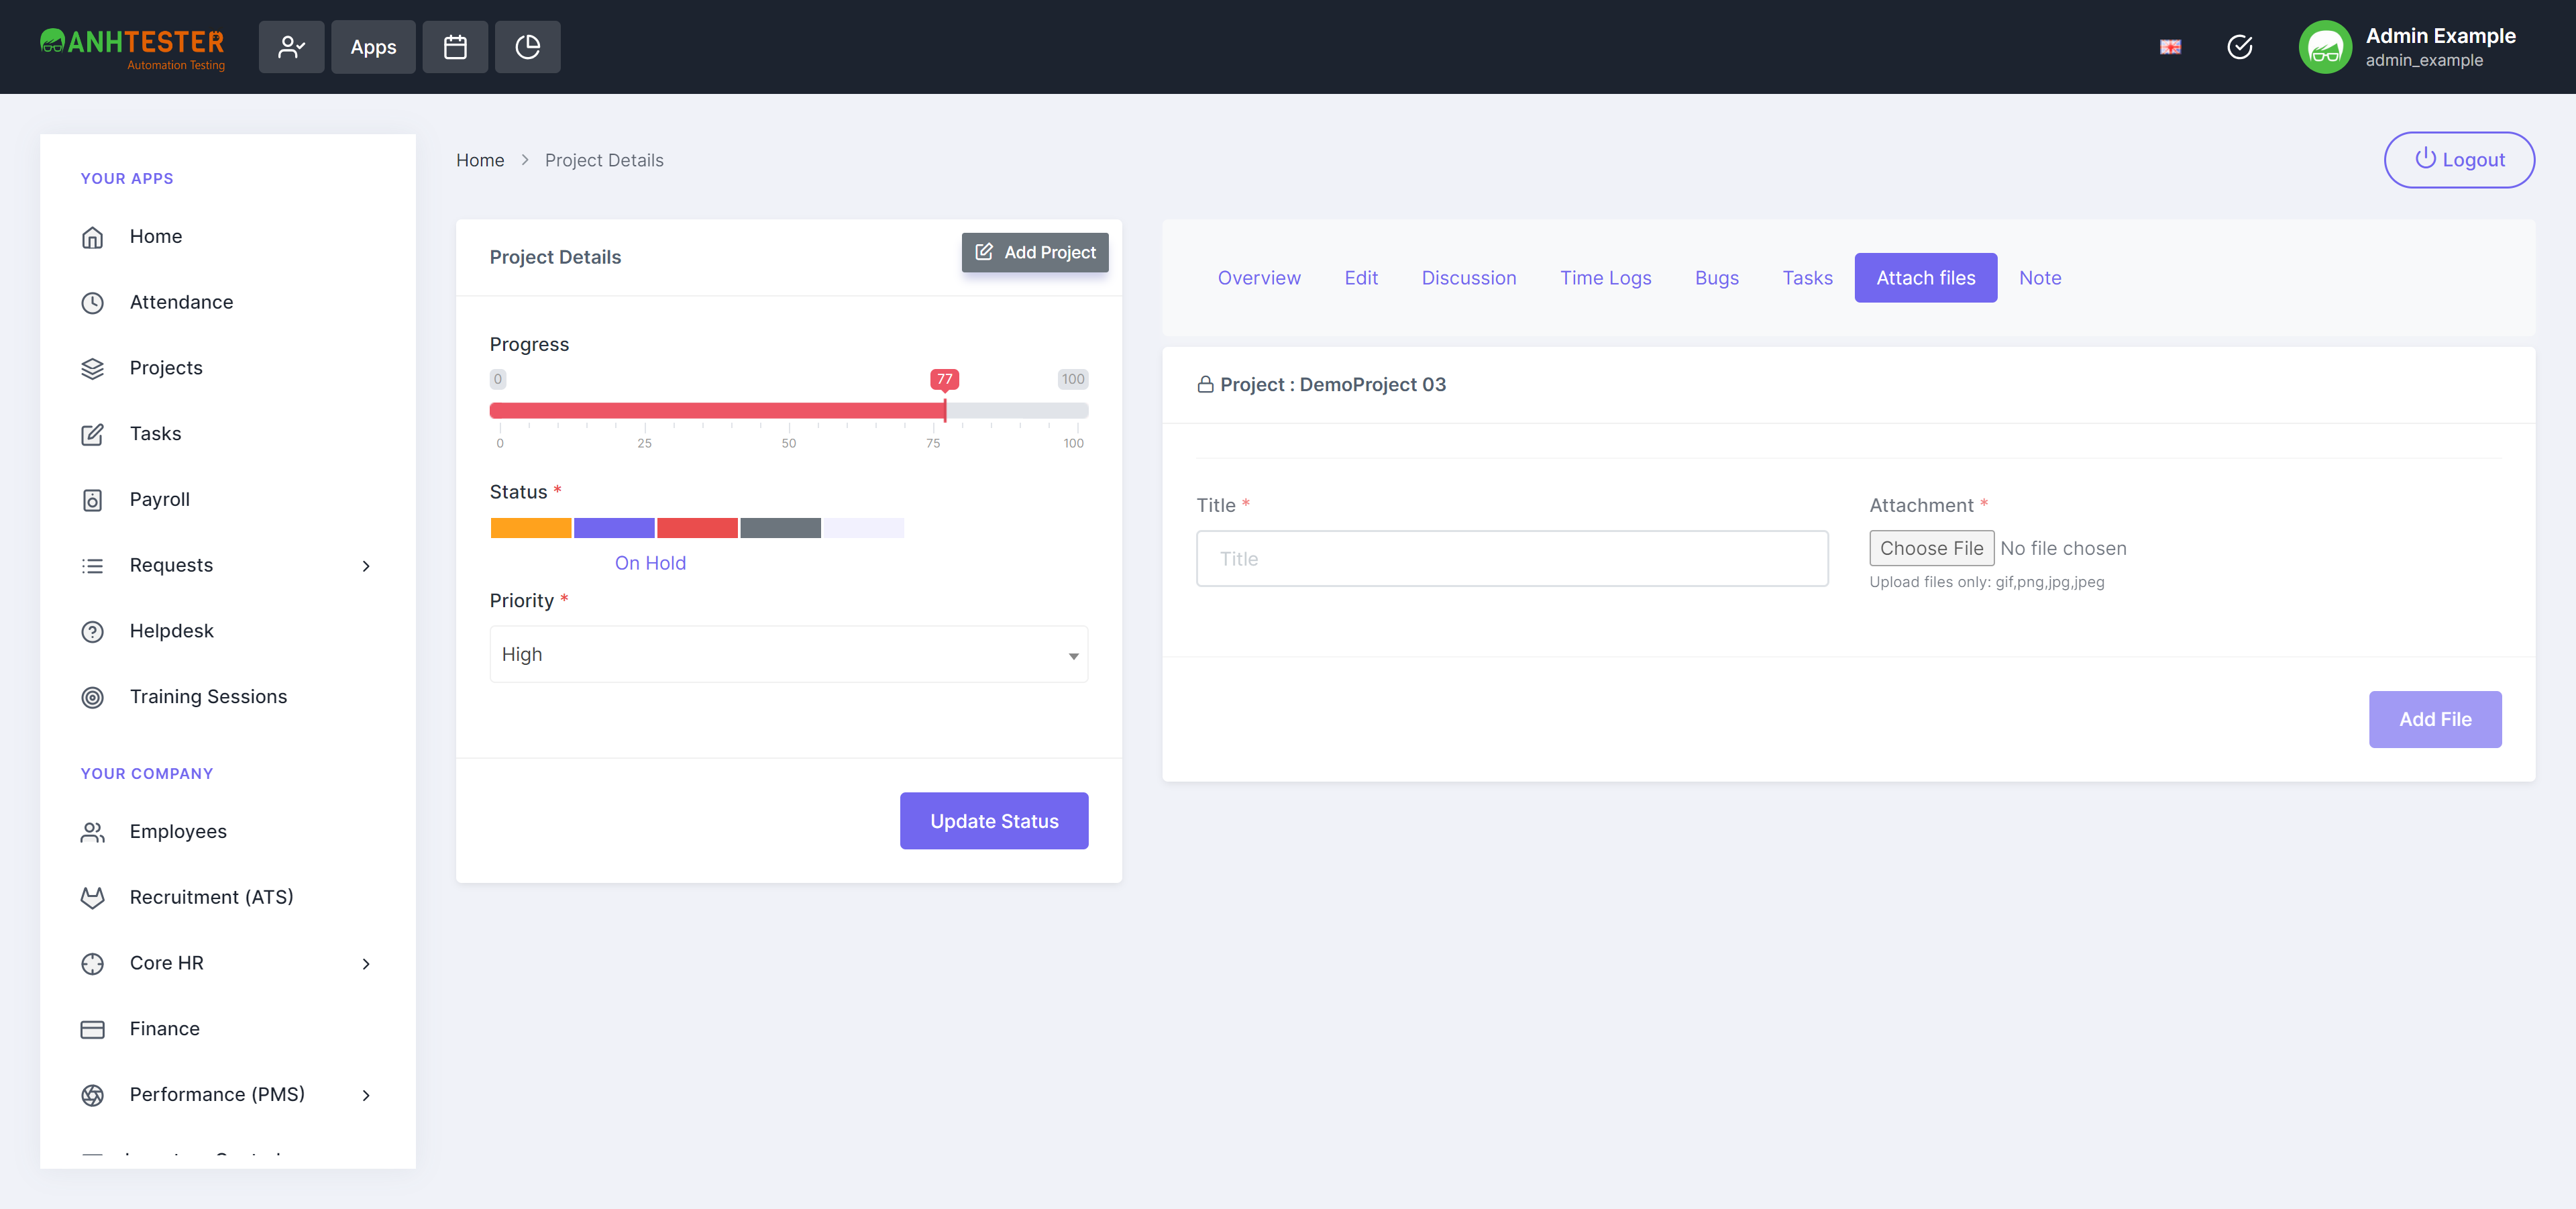 ANHTESTER
Automation Testing
Apps
Admin Example
admin_example
YOUR APPS
Home
Attendance
Projects
Tasks
Payroll
Requests
Helpdesk
Training Sessions
YOUR COMPANY
Employees
Recruitment (ATS)
Core HR
Finance
Performance (PMS)
Home > Project Details
Logout
Project Details
Add Project
Progress
0 77 100
0 25 50 75 100
Status *
On Hold
Priority *
High
Update Status
Overview Edit Discussion Time Logs Bugs Tasks Attach files Note
Project : DemoProject 03
Title *
Title
Attachment *
Choose File No file chosen
Upload files only: gif,png,jpg,jpeg
Add File